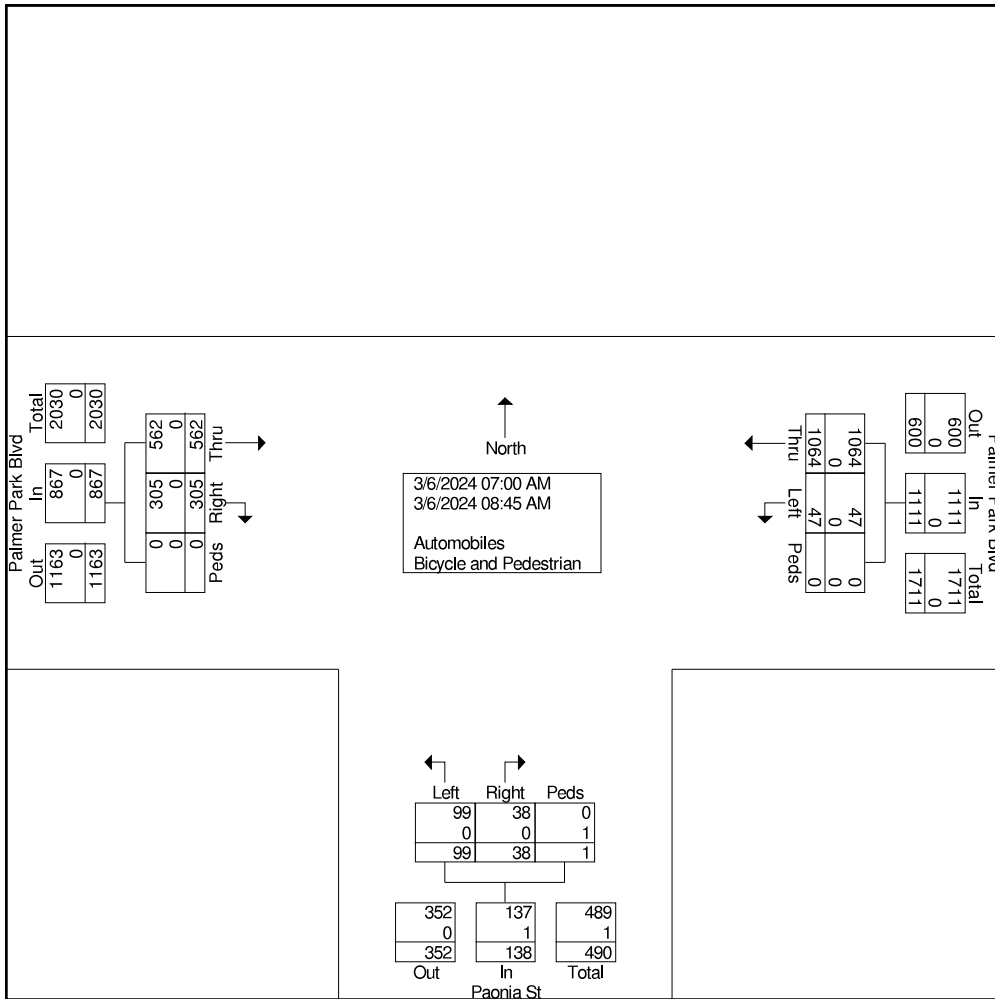 Palmer Park Blvd
Out In Total
1163 867 2030
0 0 0
1163 867 2030
Thru Right Peds
562 305 0
0 0 0
562 305 0
North
3/6/2024 07:00 AM
3/6/2024 08:45 AM
Automobiles
Bicycle and Pedestrian
Palmer Park Blvd
Out In Total
600 1111 1711
0 0 0
600 1111 1711
1064 47 0
0 0 0
1064 47 0
Thru Left Peds
Left Right Peds
99 38 0
0 0 1
99 38 1
352 137 489
0 1 1
352 138 490
Out In Total
Paonia St